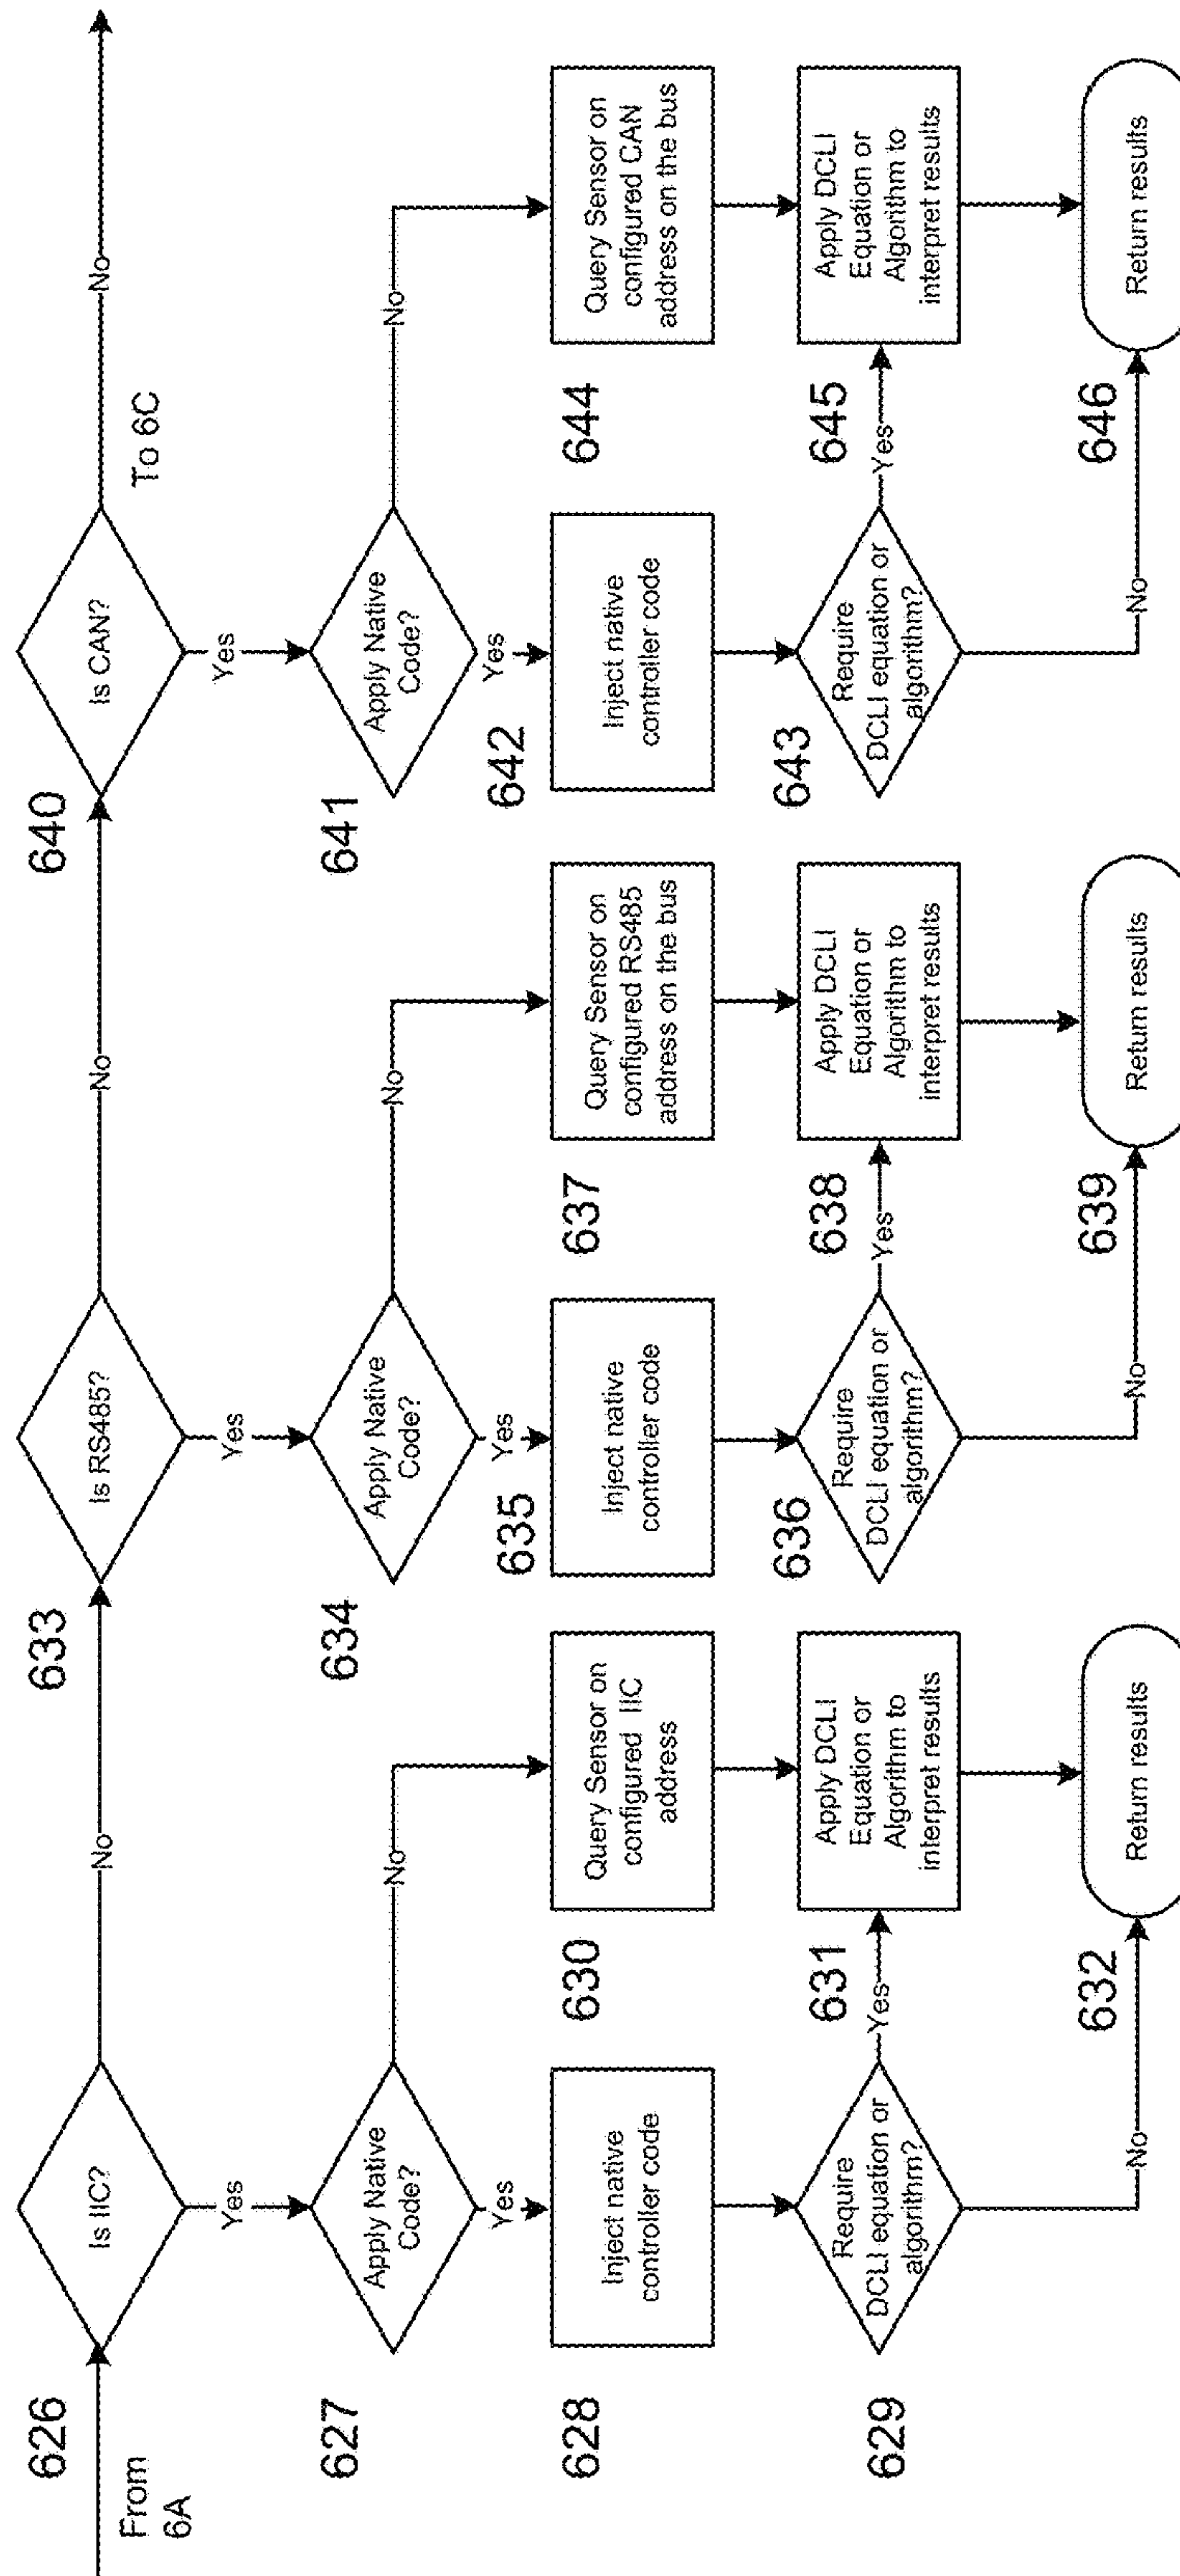 From
6A
626
Is IIC?
Yes
No
627
Apply Native
Code?
Yes
No
628
Inject native
controller code
629
Require
DCLI equation or
algorithm?
Yes
No
630
Query Sensor on
configured IIC
address
631
Apply DCLI
Equation or
Algorithm to
interpret results
632
Return results
633
Is RS485?
Yes
No
634
Apply Native
Code?
Yes
No
635
Inject native
controller code
636
Require
DCLI equation or
algorithm?
Yes
No
637
Query Sensor on
configured RS485
address on the bus
638
Apply DCLI
Equation or
Algorithm to
interpret results
639
Return results
640
Is CAN?
Yes
No
To 6C
641
Apply Native
Code?
Yes
No
642
Inject native
controller code
643
Require
DCLI equation or
algorithm?
Yes
No
644
Query Sensor on
configured CAN
address on the bus
645
Apply DCLI
Equation or
Algorithm to
interpret results
646
Return results